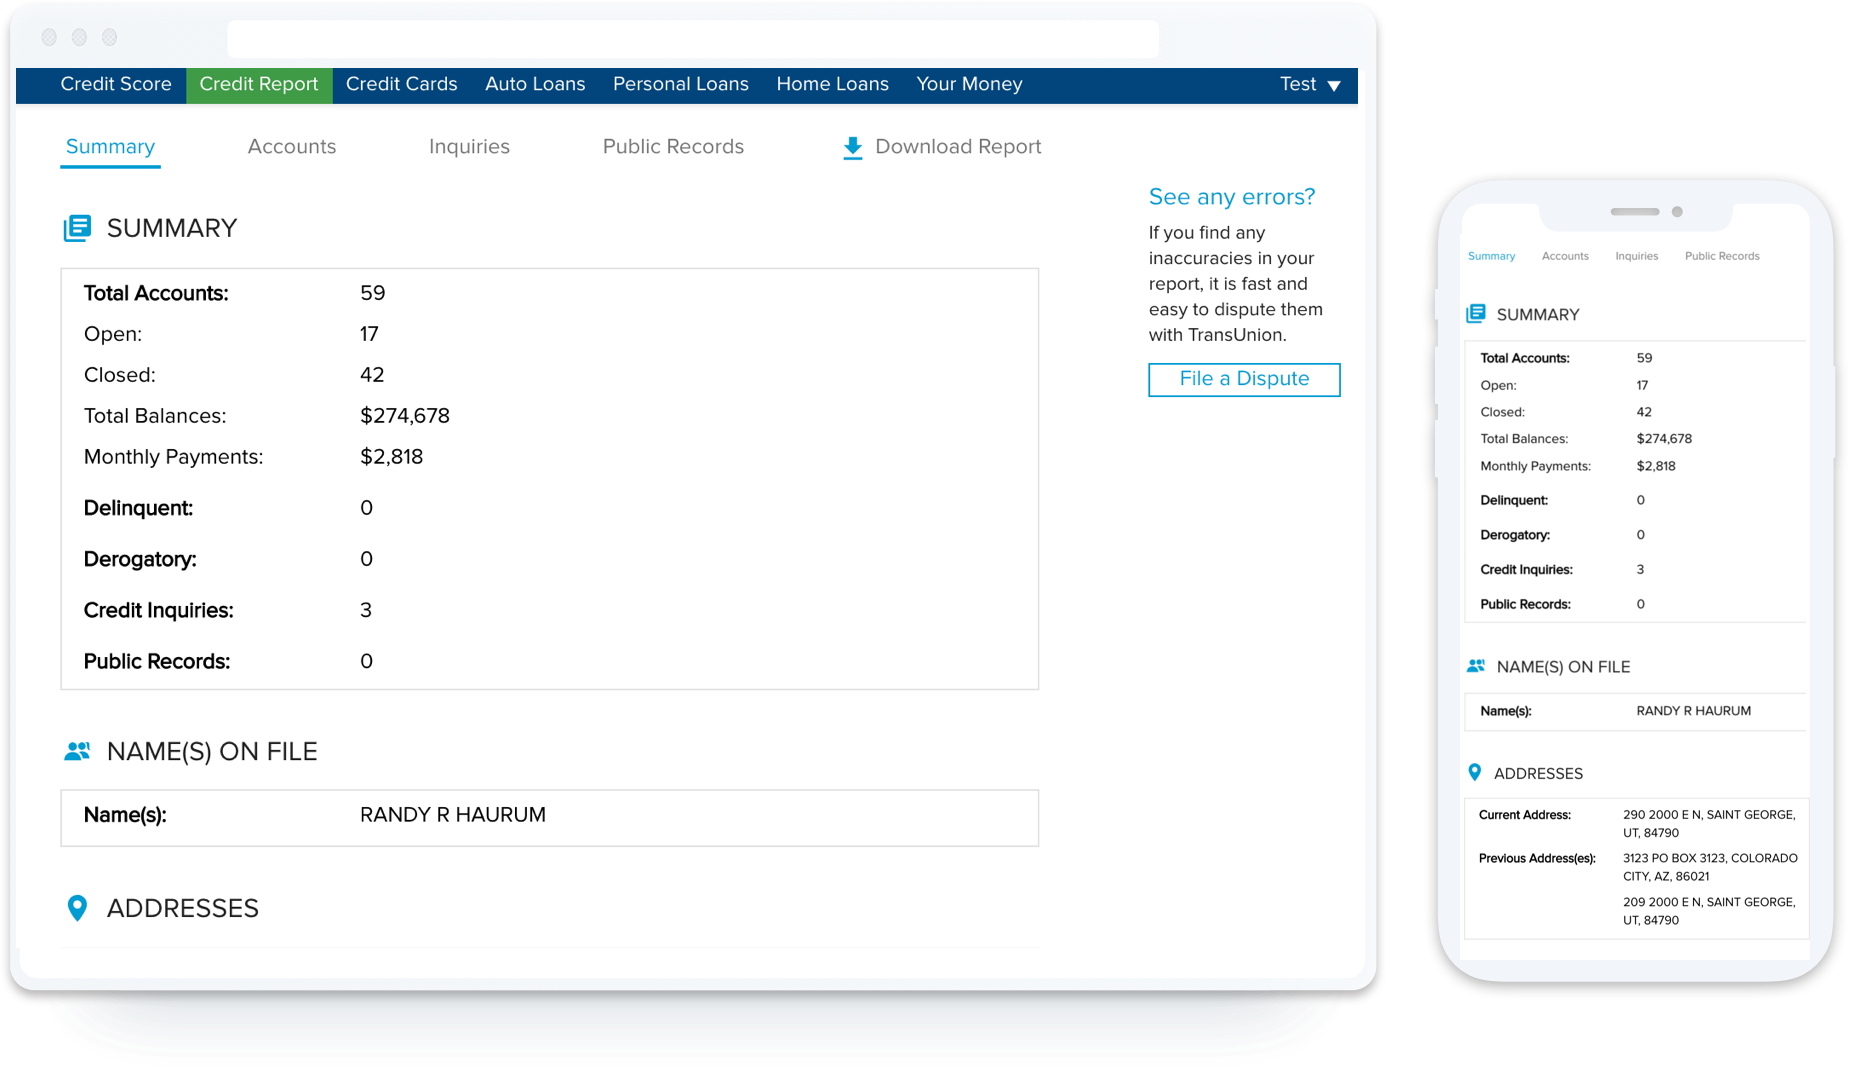 Credit Score Credit Report Credit Cards Auto Loans Personal Loans Home Loans Your Money Test
Summary Accounts Inquiries Public Records Download Report
SUMMARY
Total Accounts: 59
Open: 17
Closed: 42
Total Balances: $274,678
Monthly Payments: $2,818
Delinquent: 0
Derogatory: 0
Credit Inquiries: 3
Public Records: 0
NAME(S) ON FILE
Name(s): RANDY R HAURUM
ADDRESSES
See any errors?
If you find any
inaccuracies in your
report, it is fast and
easy to dispute them
with TransUnion.
File a Dispute
Summary Accounts Inquiries Public Records
SUMMARY
Total Accounts: 59
Open: 17
Closed: 42
Total Balances: $274,678
Monthly Payments: $2,818
Delinquent: 0
Derogatory: 0
Credit Inquiries: 3
Public Records: 0
NAME(S) ON FILE
Name(s): RANDY R HAURUM
ADDRESSES
Current Address: 290 2000 E N, SAINT GEORGE,
UT, 84790
Previous Address(es): 3123 PO BOX 3123, COLORADO
CITY, AZ, 86021
209 2000 E N, SAINT GEORGE,
UT, 84790